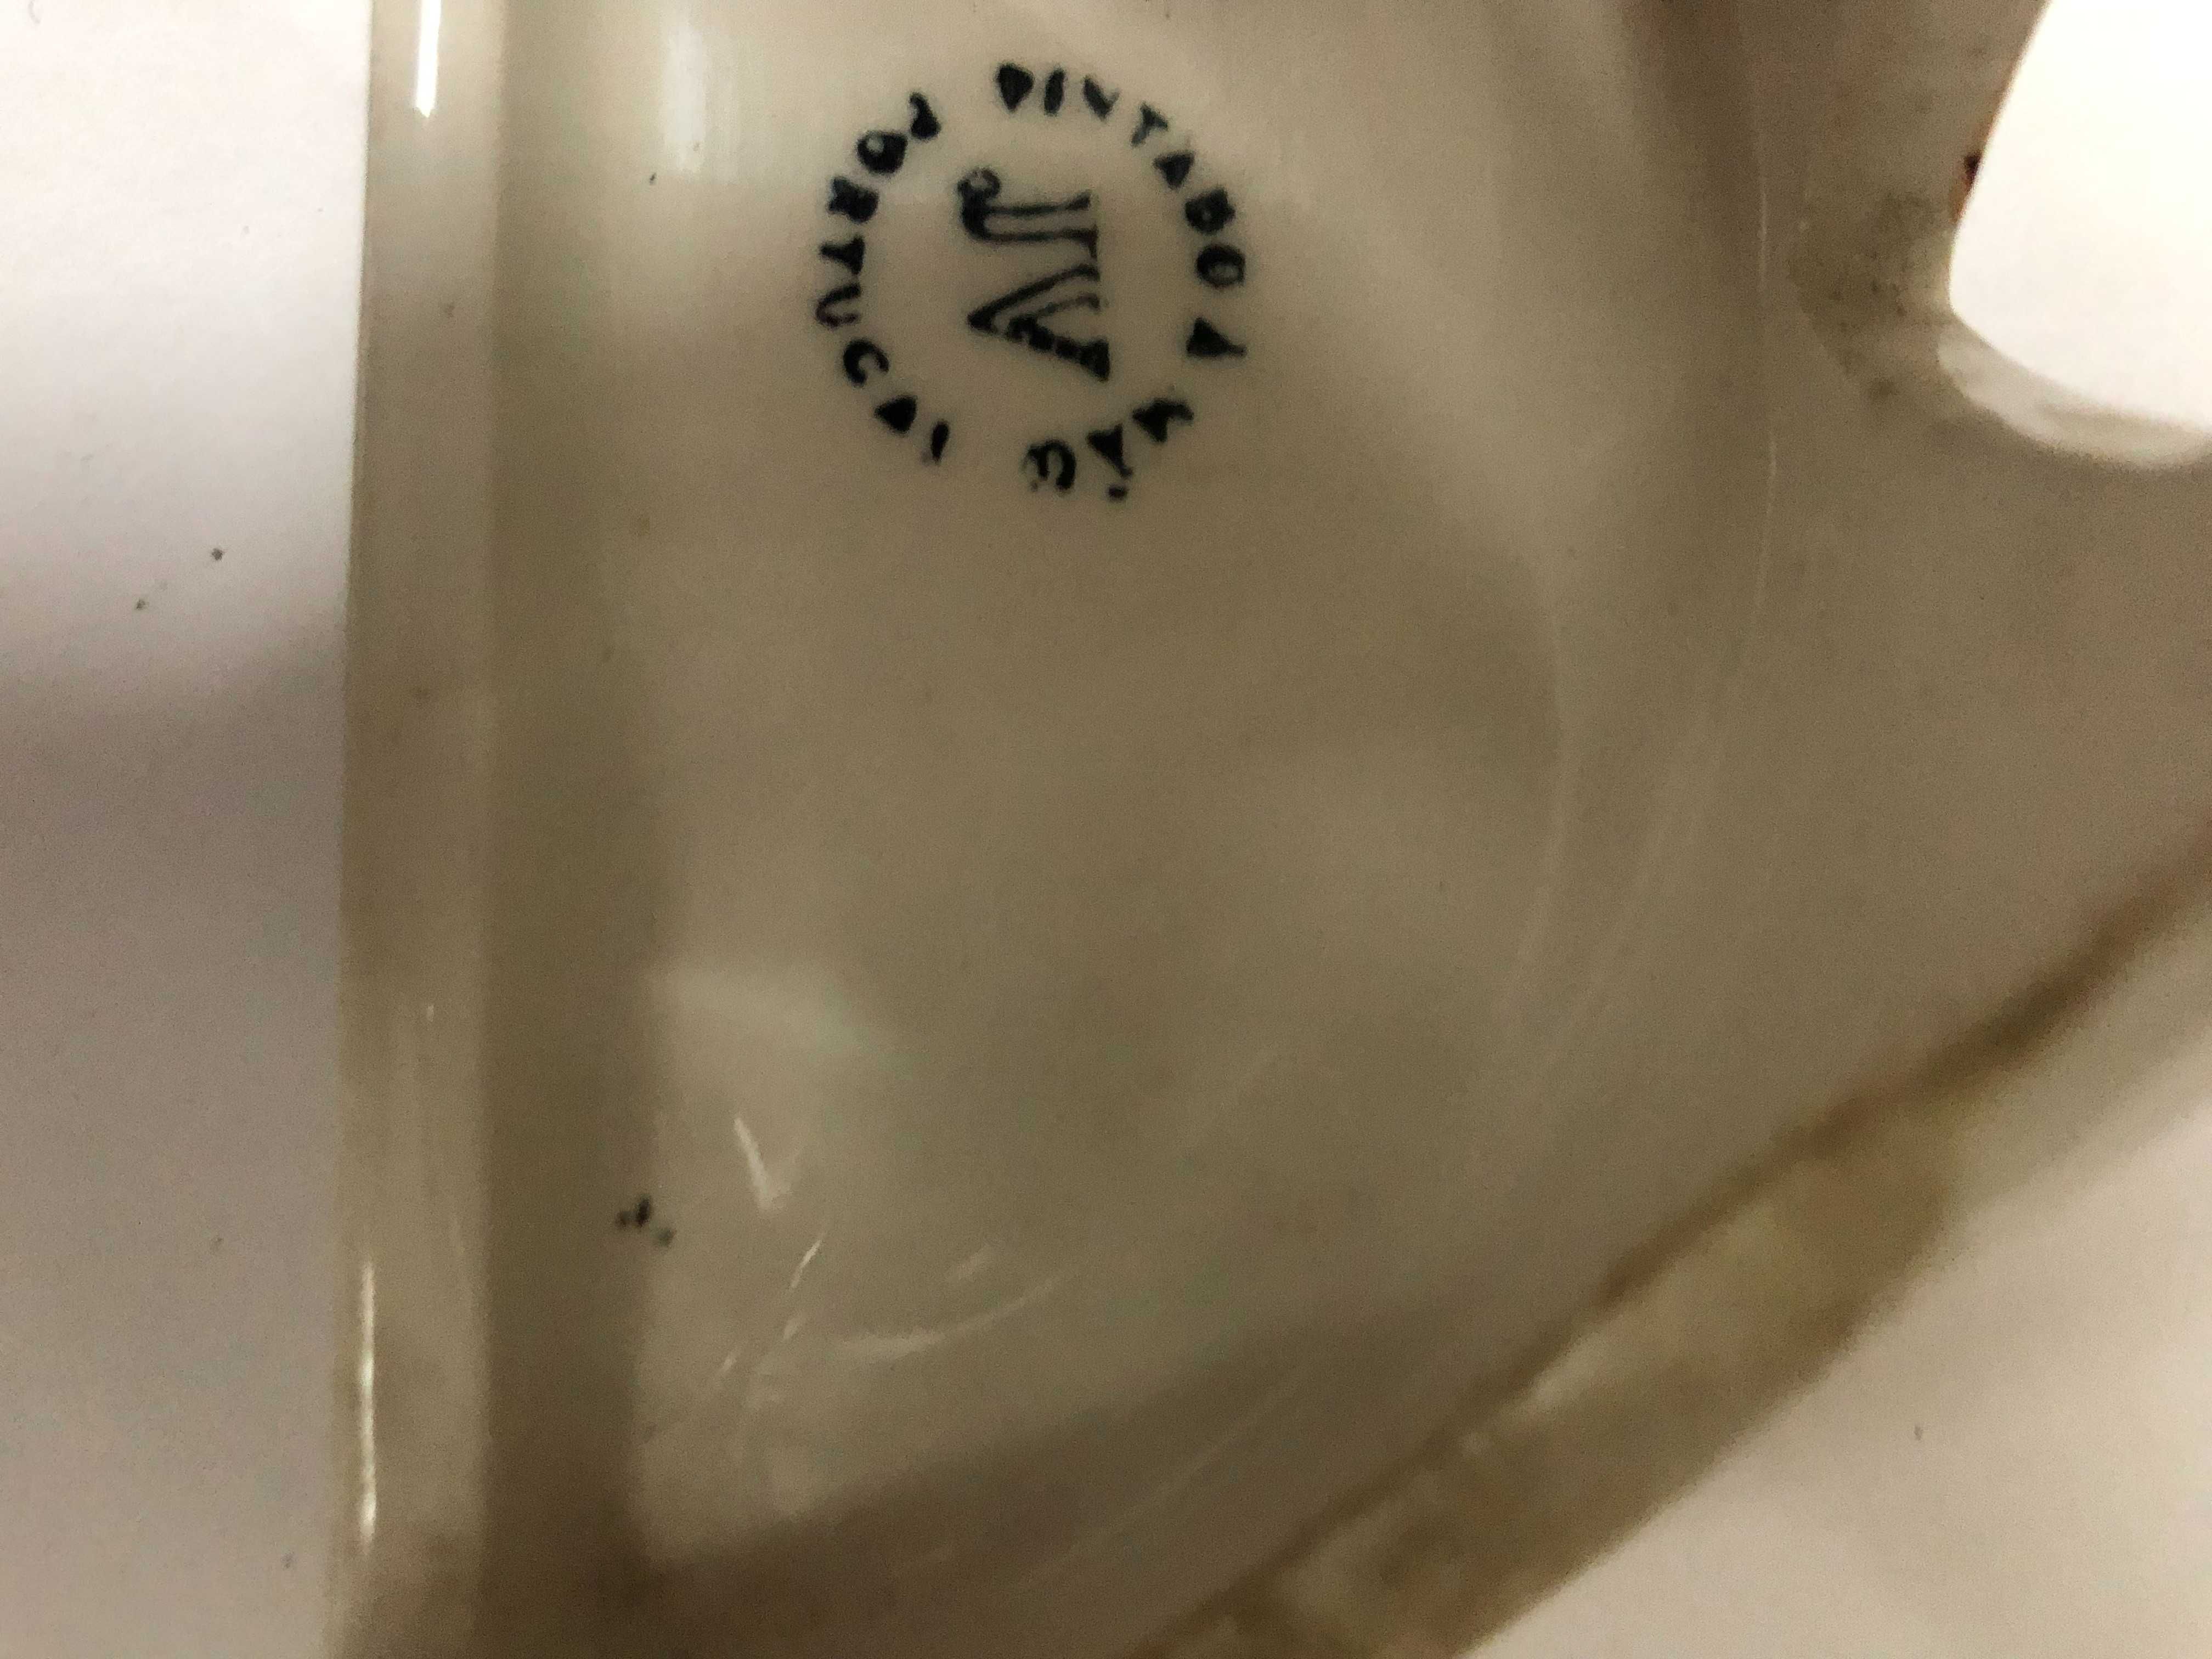 PINTADO A MÃO
JV
PORTUGAL